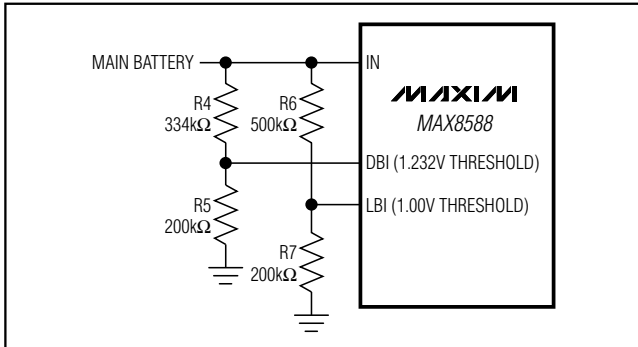 MAIN BATTERY
IN
R4
334kΩ
R6
500kΩ
MAXIM
MAX8588
DBI (1.232V THRESHOLD)
LBI (1.00V THRESHOLD)
R5
200kΩ
R7
200kΩ